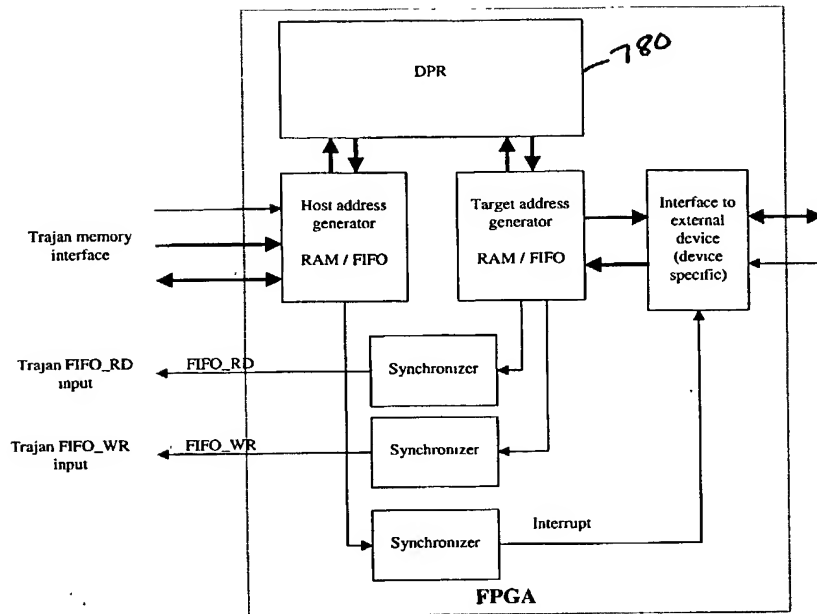 DPR
780
Host address
generator
RAM / FIFO
Target address
generator
RAM / FIFO
Interface to
external
device
(device
specific)
Trajan memory
interface
Trajan FIFO_RD
input
FIFO_RD
Synchronizer
Trajan FIFO_WR
input
FIFO_WR
Synchronizer
Synchronizer
Interrupt
FPGA